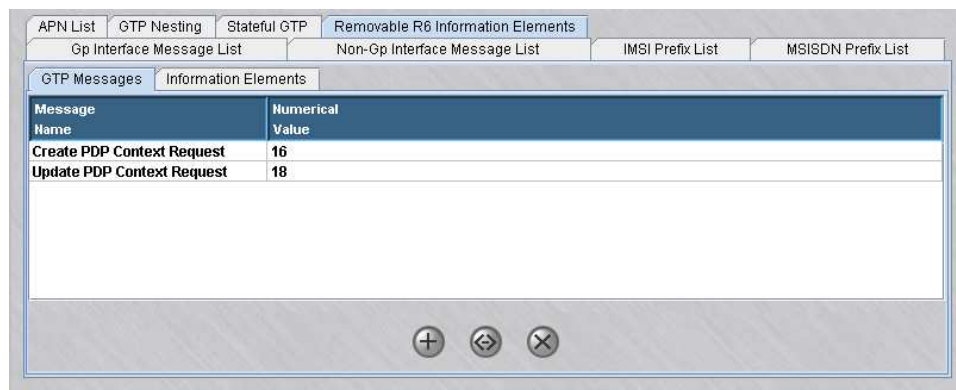 APN List GTP Nesting Stateful GTP Removable R6 Information Elements
Gp Interface Message List Non-Gp Interface Message List IMSI Prefix List MSISDN Prefix List
GTP Messages Information Elements
Message Name Numerical Value
Create PDP Context Request 16
Update PDP Context Request 18